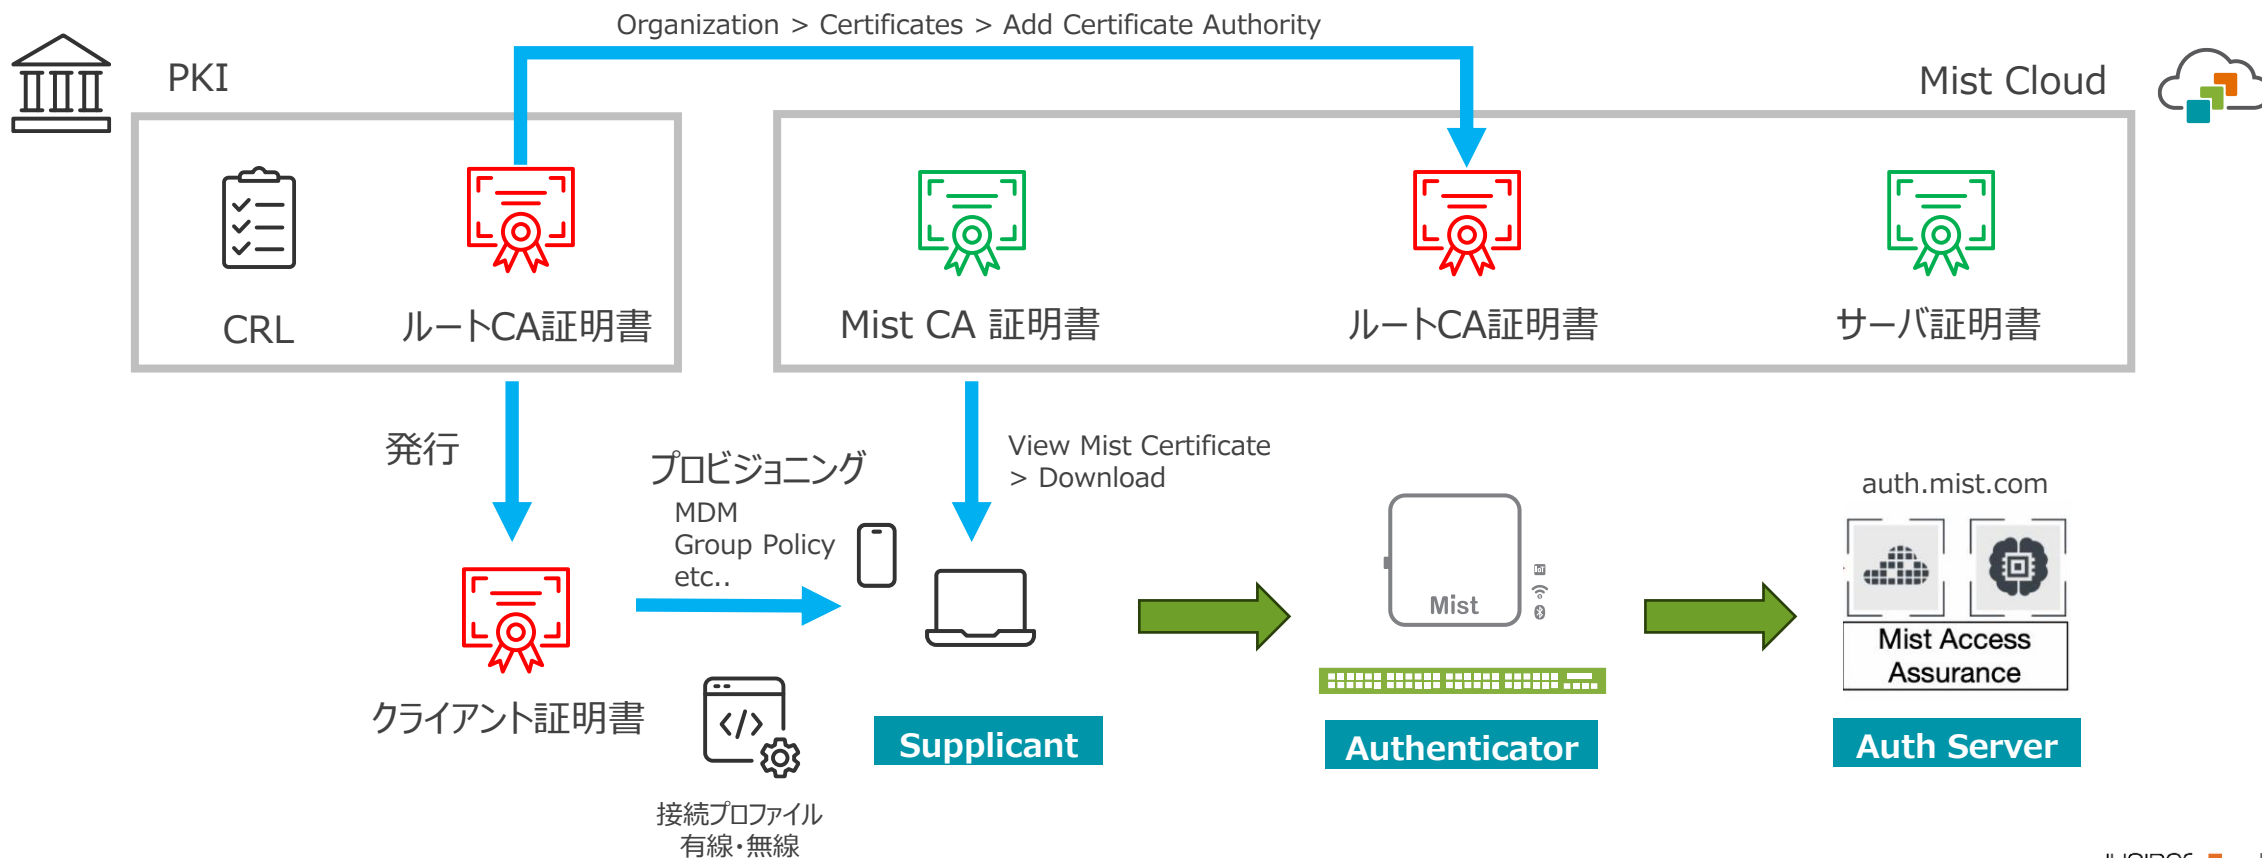 Organization > Certificates > Add Certificate Authority
PKI
Mist Cloud
CRL
ルートCA証明書
Mist CA 証明書
ルートCA証明書
サーバ証明書
発行
プロビジョニング
MDM
Group Policy
etc..
View Mist Certificate
> Download
auth.mist.com
Mist
IoT
Mist Access
Assurance
クライアント証明書
Supplicant
Authenticator
Auth Server
接続プロファイル
有線・無線